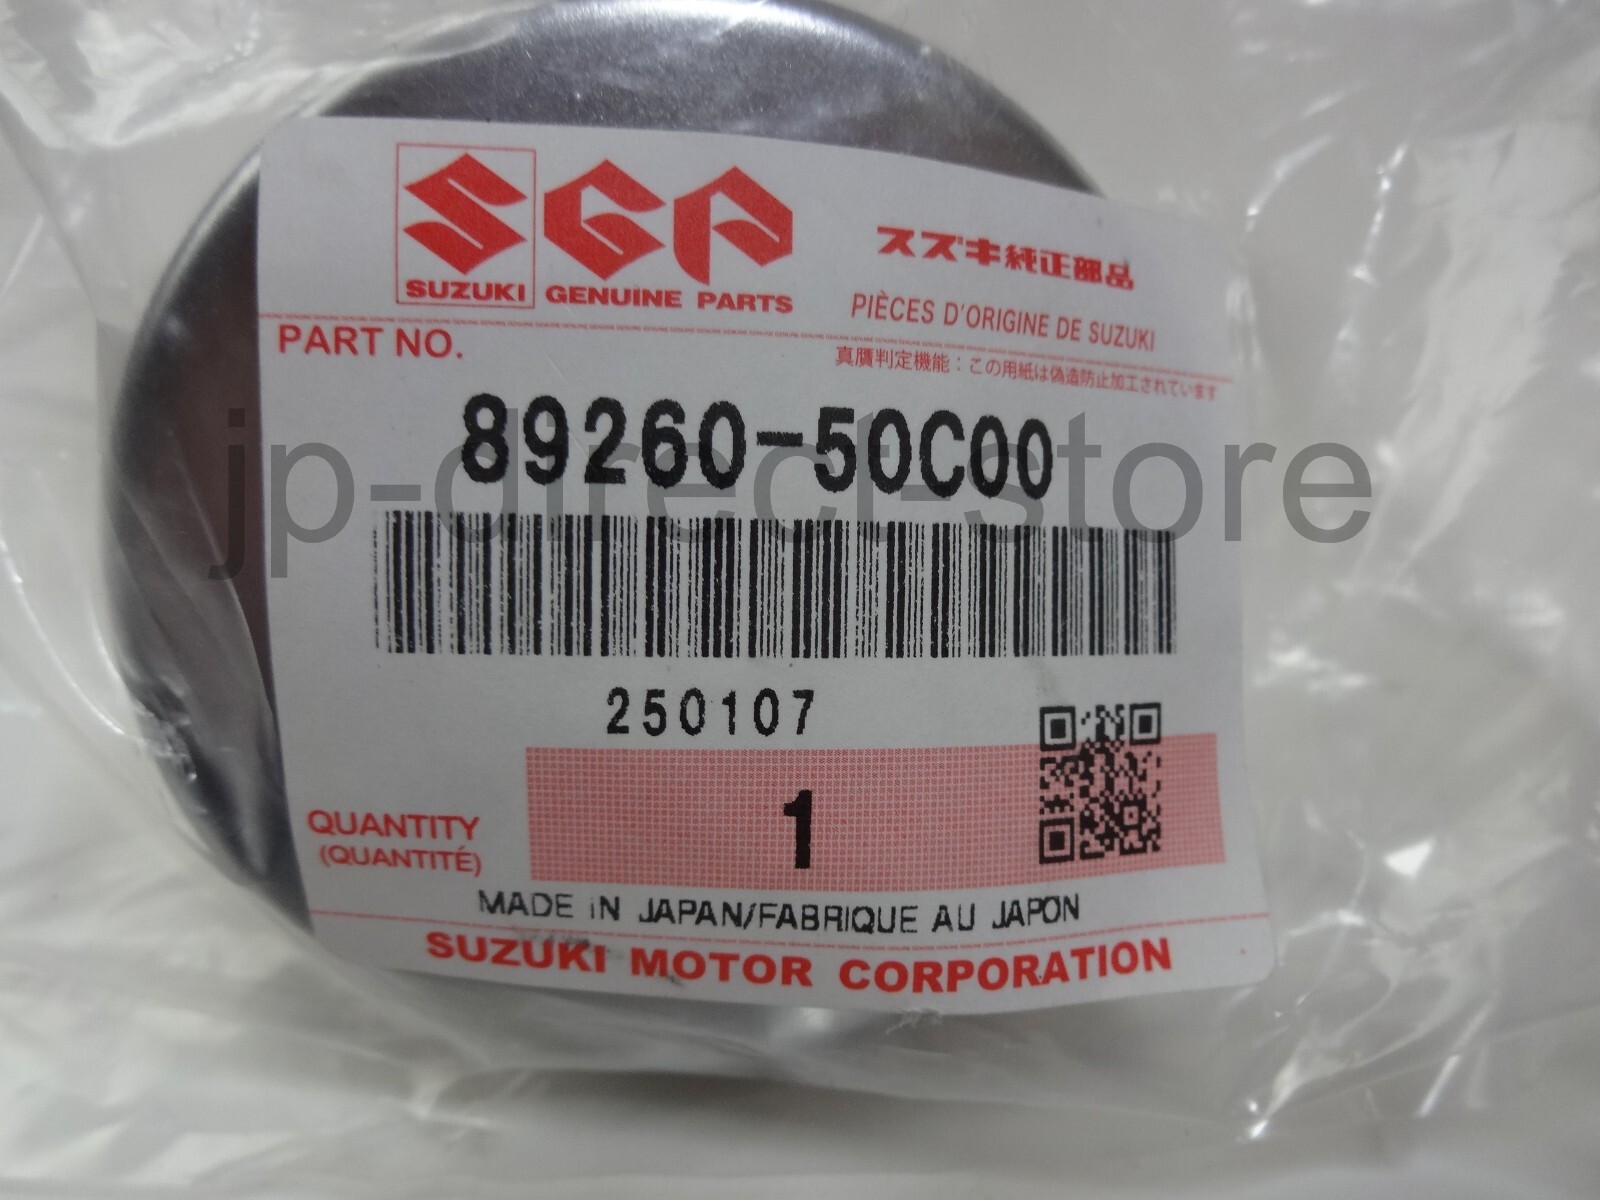 SUZUKI GENUINE PARTS
スズキ純正部品
PIÈCES D'ORIGINE DE SUZUKI
PART NO.
真贋判定機能：この用紙は偽造防止加工されています
89260-50C00
jp-direct-store
250107
1
QUANTITY
(QUANTITÉ)
MADE IN JAPAN/FABRIQUE AU JAPON
SUZUKI MOTOR CORPORATION